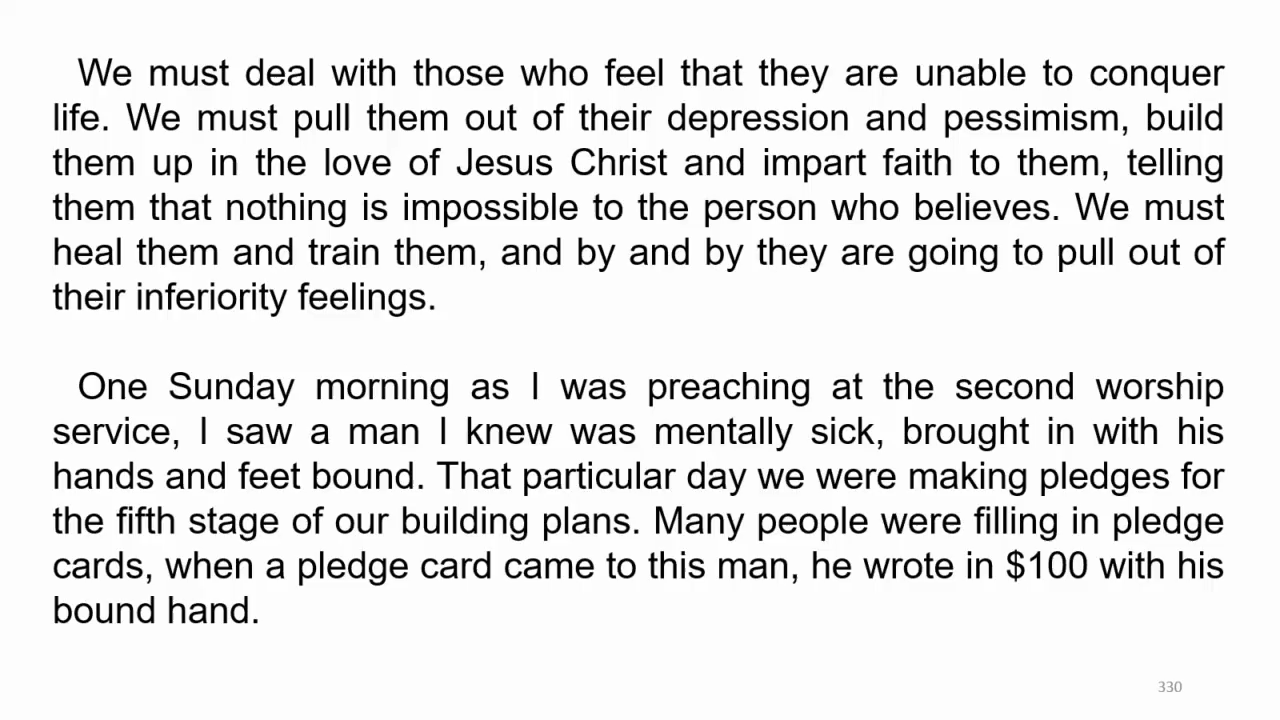 We must deal with those who feel that they are unable to conquer
life. We must pull them out of their depression and pessimism, build
them up in the love of Jesus Christ and impart faith to them, telling
them that nothing is impossible to the person who believes. We must
heal them and train them, and by and by they are going to pull out of
their inferiority feelings.
One Sunday morning as I was preaching at the second worship
service, I saw a man I knew was mentally sick, brought in with his
hands and feet bound. That particular day we were making pledges for
the fifth stage of our building plans. Many people were filling in pledge
cards, when a pledge card came to this man, he wrote in $100 with his
bound hand.
330